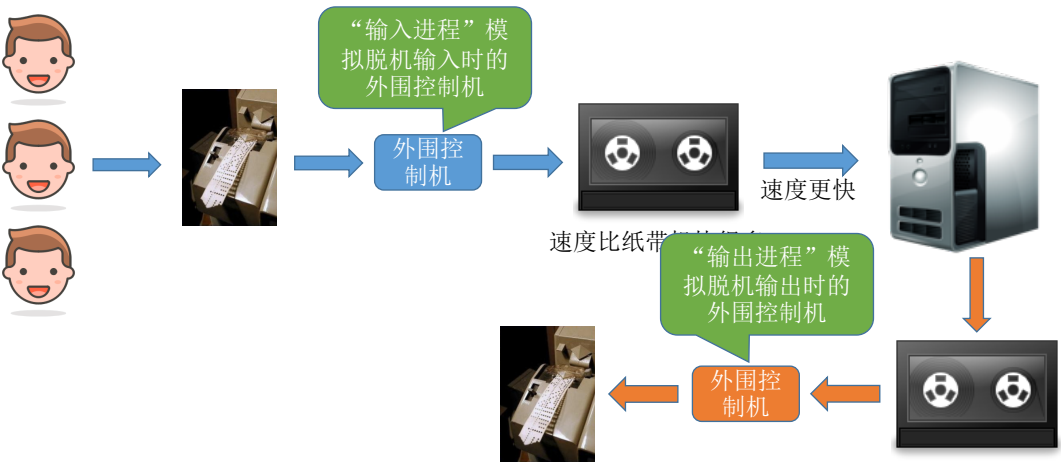 “输入进程”模
拟脱机输入时的
外围控制机
外围控
制机
速度更快
速度比纸带
“输出进程”模
拟脱机输出时的
外围控制机
外围控
制机